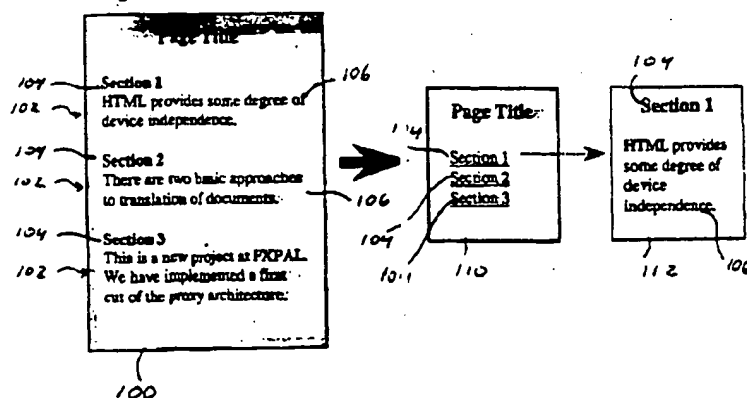 Page Title
104
Section 1
106
102
HTML provides some degree of
device independence.
104
Section 2
102
There are two basic approaches
to translation of documents.
106
104
Section 3
This is a new project at FXPAL.
102
We have implemented a first
cut of the proxy architecture.
100
Page Title
104
Section 1
Section 2
Section 3
104
104
110
104
Section 1
HTML provides
some degree of
device
independence.
112
106